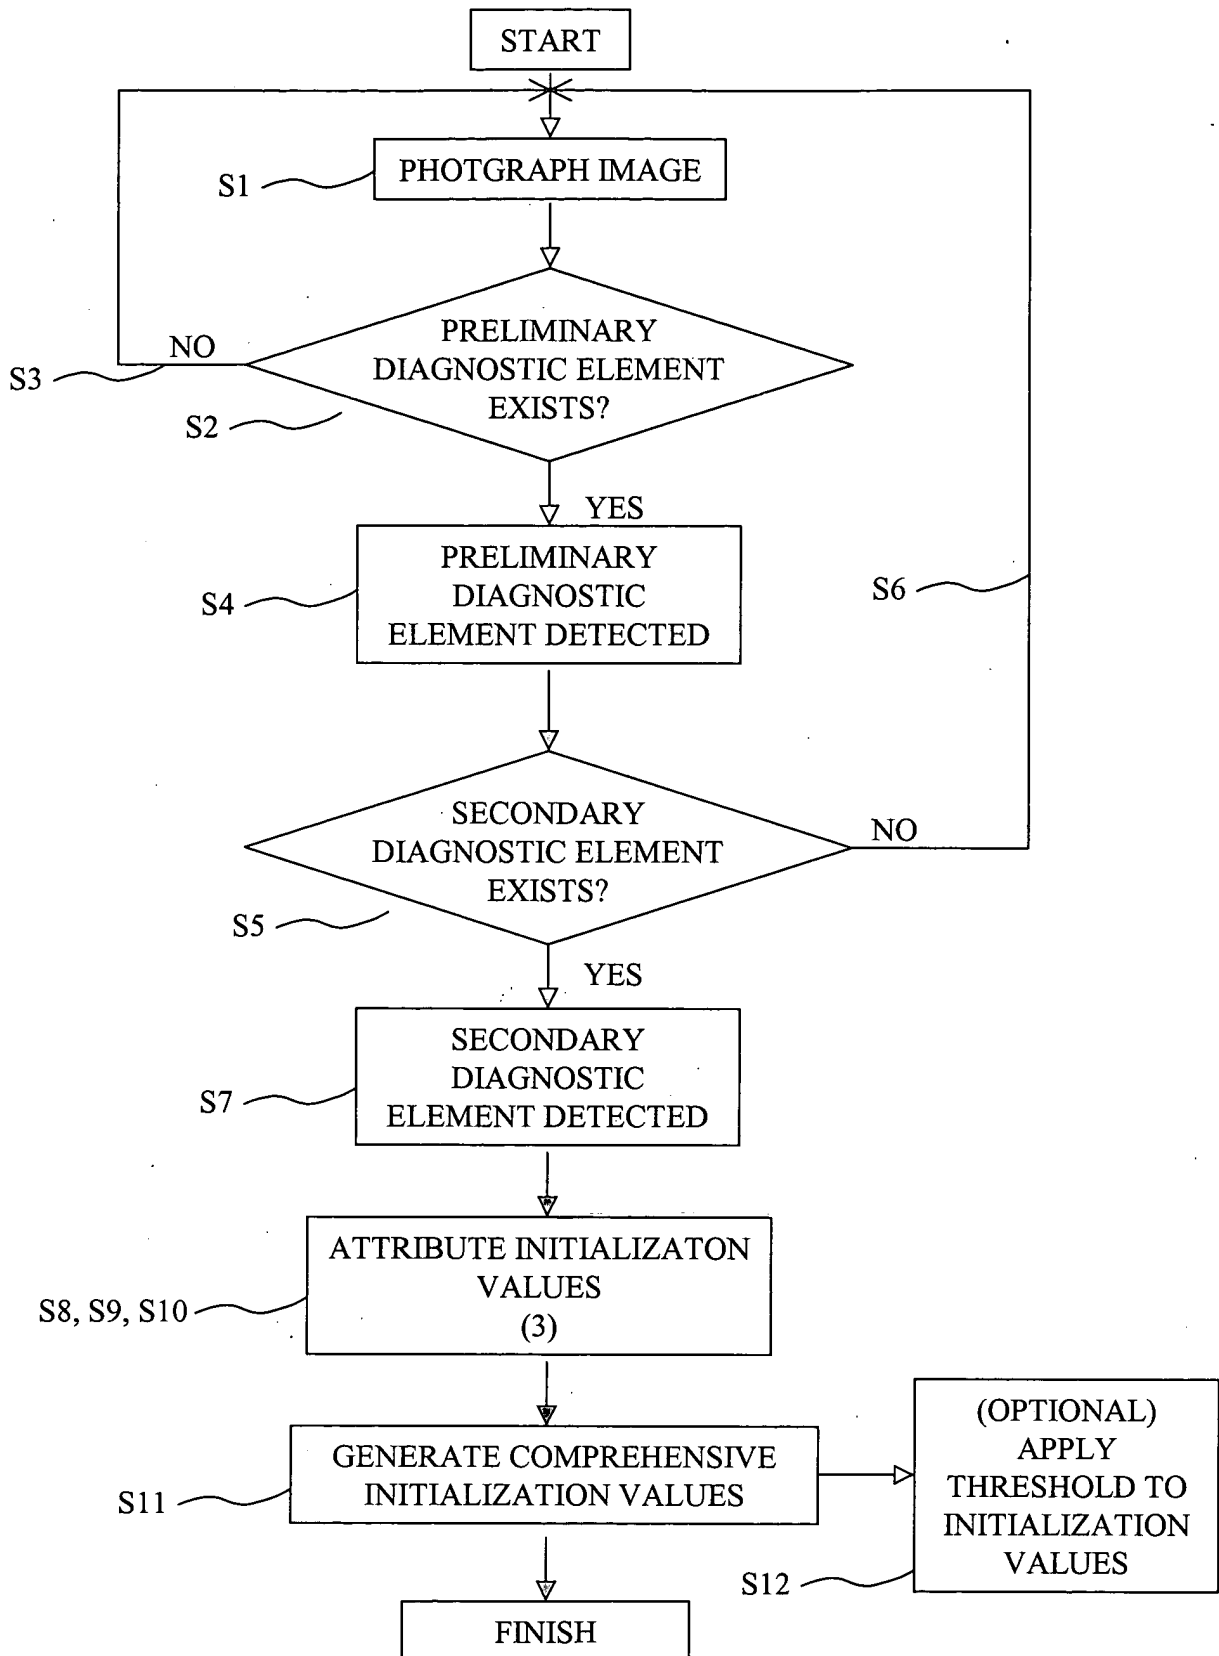 START
S1
PHOTGRAPH IMAGE
PRELIMINARY
DIAGNOSTIC ELEMENT
EXISTS?
NO
S3
S2
YES
PRELIMINARY
DIAGNOSTIC
ELEMENT DETECTED
S4
S6
SECONDARY
DIAGNOSTIC ELEMENT
EXISTS?
NO
S5
YES
SECONDARY
DIAGNOSTIC
ELEMENT DETECTED
S7
ATTRIBUTE INITIALIZATON
VALUES
(3)
S8, S9, S10
GENERATE COMPREHENSIVE
INITIALIZATION VALUES
S11
(OPTIONAL)
APPLY
THRESHOLD TO
INITIALIZATION
VALUES
S12
FINISH